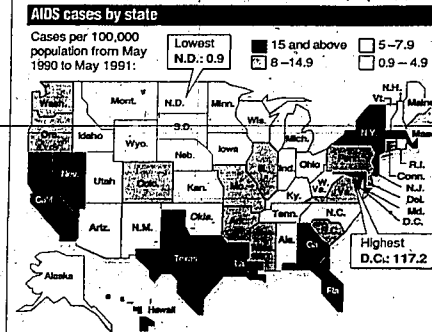 AIDS cases by state
Cases per 100,000
population from May
1990 to May 1991:
Lowest
N.D.: 0.9
15 and above
5-7.9
8-14.9
0.9-4.9
Wash.
Mont.
N.D.
Minn.
N.H.
Vt.
Maine
Ore.
Idaho
S.D.
Wis.
Mich.
N.Y.
Mass
Wyo.
Iowa
R.I.
Conn.
Nev.
Neb.
Ind.
Ohio
N.J.
Utah
Colo.
Kan.
Mo.
W.
Va.
Va.
Del.
Calif
Ky.
Md.
D.C.
Ariz.
N.M.
Okla.
Tenn.
N.C.
Texas
La.
Ala.
Ga
Highest
D.C.: 117.2
Alaska
Hawaii
Fla